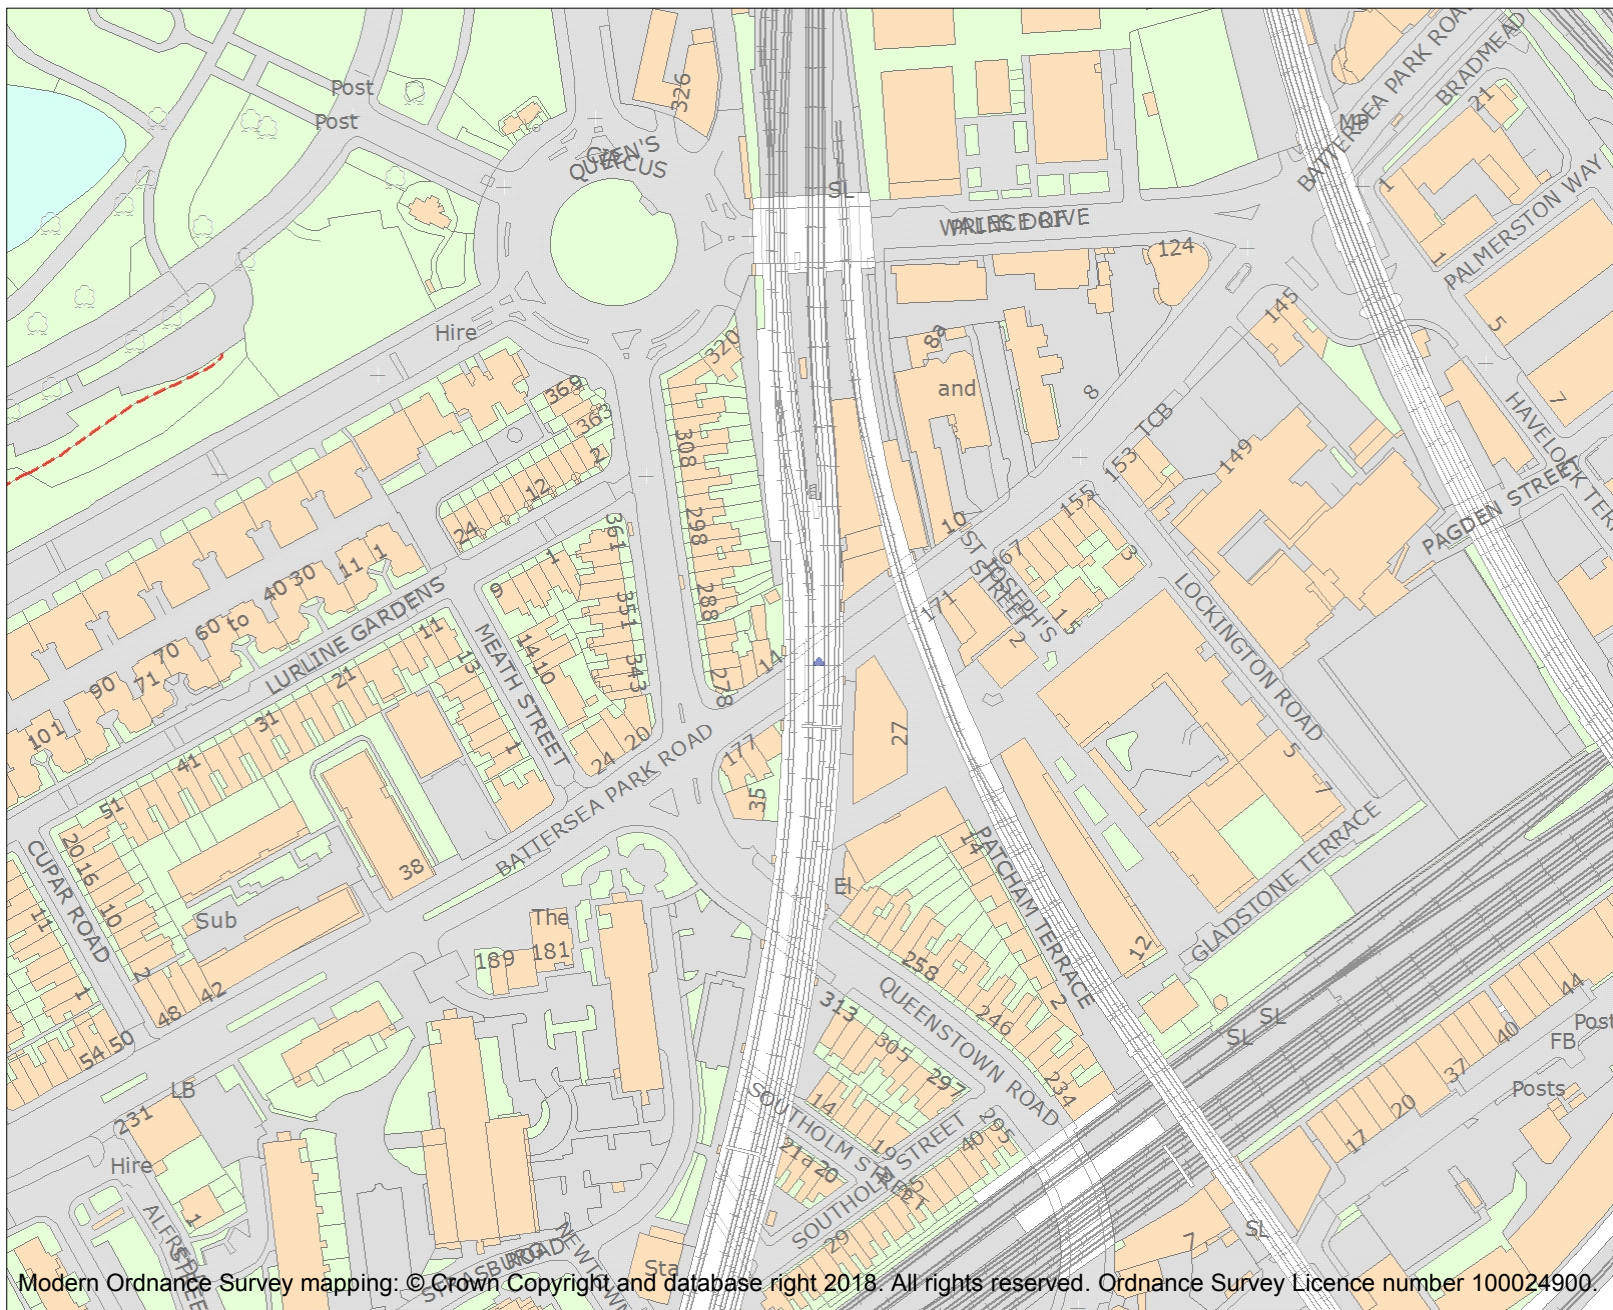 Post
Post
326
QUEEN'S
CIRCUS
SL
PRINCE OF
WALES DRIVE
124
BATTERSEA PARK ROAD
BRADMEAD
21
1
1
PALMERSTON WAY
145
5
7
HAVELOCK TER
PAGDEN STREET
Hire
320
369
363
2
12
24
308
298
288
278
14
8a
and
8
10
TCB
153
155
149
167
171
3
15
2
ST JOSEPH'S
STREET
LOCKINGTON ROAD
5
7
361
351
343
1
9
14
10
11
13
1
MEATH STREET
24
20
1
11
30
40
to
60
70
71
90
101
LURLINE GARDENS
21
31
41
51
20
16
10
2
CUPAR ROAD
11
1
38
Sub
BATTERSEA PARK ROAD
177
35
27
GLADSTONE TERRACE
PATCHAM TERRACE
14
2
12
El
The
181
189
42
48
50
54
LB
231
Hire
1
258
246
234
QUEENSTOWN ROAD
313
305
297
295
14
19
40
SOUTHOLM STREET
SOUTHOLM STREET
21a
20
29
SL
SL
SL
44
40
37
20
17
7
Post
FB
Posts
STRASBURG
ROAD
Sta
Modern Ordnance Survey mapping: © Crown Copyright and database right 2018. All rights reserved. Ordnance Survey Licence number 100024900.